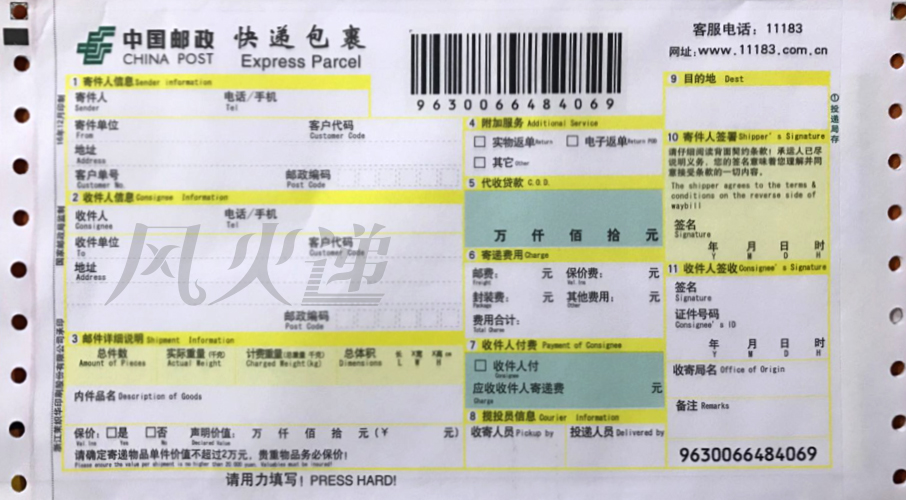 中国邮政 快递包裹
CHINA POST Express Parcel
9630066484069
客服电话：11183
网址：www.11183.com.cn
1 寄件人信息 Sender information
寄件人 电话/手机
Sender Tel
寄件单位 客户代码
From Customer Code
地址
Address
客户单号 邮政编码
Customer No. Post Code
2 收件人信息 Consignee Information
收件人 电话/手机
Consignee Tel
收件单位 客户代码
To Customer Code
地址
Address
邮政编码
Post Code
风火递
3 邮件详细说明 Shipment Information
总件数 实际重量(千克) 计费重量(总重量 千克) 总体积 长 X宽 X高 cm
Amount of Pieces Actual Weight Charged Weight(kg) Dimensions L W H
内件品名 Description of Goods
保价：□是 □否 声明价值： 万 仟 佰 拾 元(￥ 元)
Val Ins Yes No Declared Value
请确定寄递物品单件价值不超过2万元，贵重物品务必保价！
请用力填写！PRESS HARD!
4 附加服务 Additional Service
□ 实物返单 Return □ 电子返单 Return POD
□ 其它 Other
5 代收货款 C.O.D.
万 仟 佰 拾 元
6 寄递费用 Charge
邮费： 元 保价费： 元
Freight Val Ins
封装费： 元 其他费用： 元
Package Other
费用合计：
Total Charge
7 收件人付费 Payment of Consignee
□ 收件人付
Consignee
应收收件人寄递费 元
Charge
8 揽投员信息 Courier Information
收寄人员 Pickup by 投递人员 Delivered by
9 目的地 Dest
10 寄件人签署 Shipper's Signature
请仔细阅读背面契约条款！承运人已尽
说明义务，您的签名意味着您理解并同
意接受条款的一切内容。
The shipper agrees to the terms &
conditions on the reverse side of
waybill
签名
Signature
年 月 日 时
Y M D H
11 收件人签收 Consignee's Signature
签名
Signature
证件号码
Consignee's ID
年 月 日 时
Y M D H
收寄局名 Office of Origin
备注 Remarks
9630066484069
①投递局存